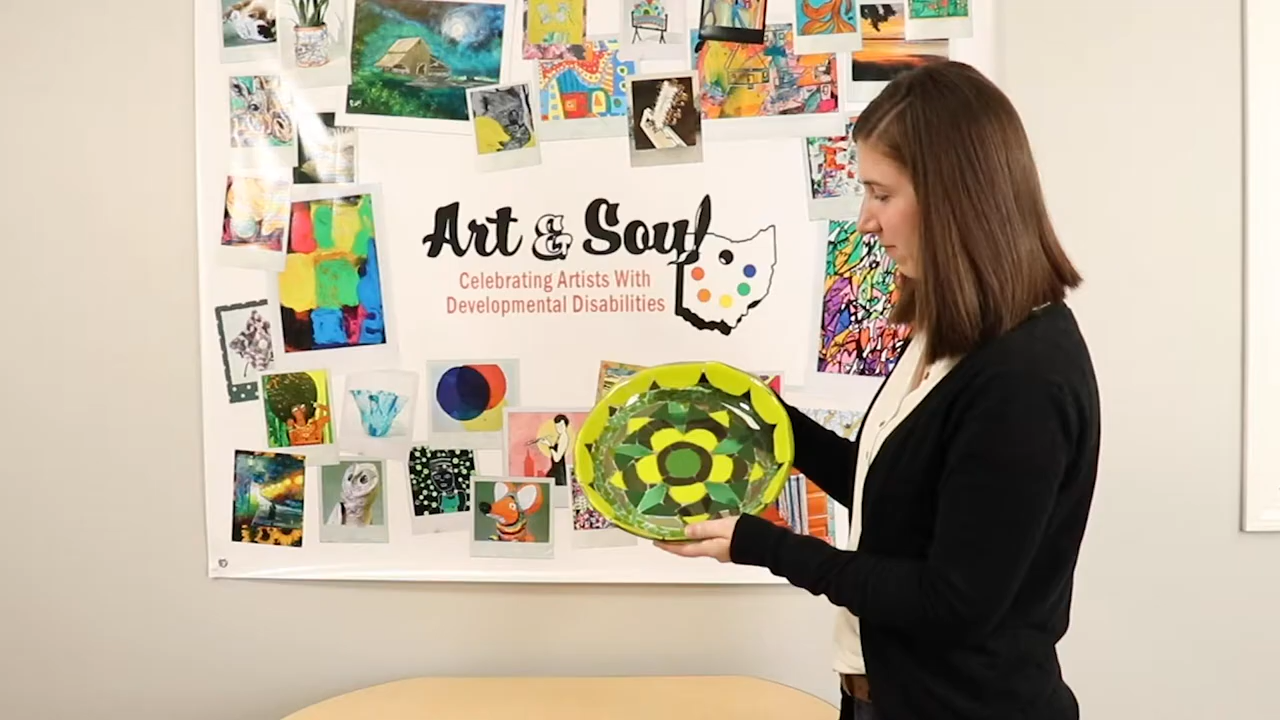 Art & Soul
Celebrating Artists With
Developmental Disabilities